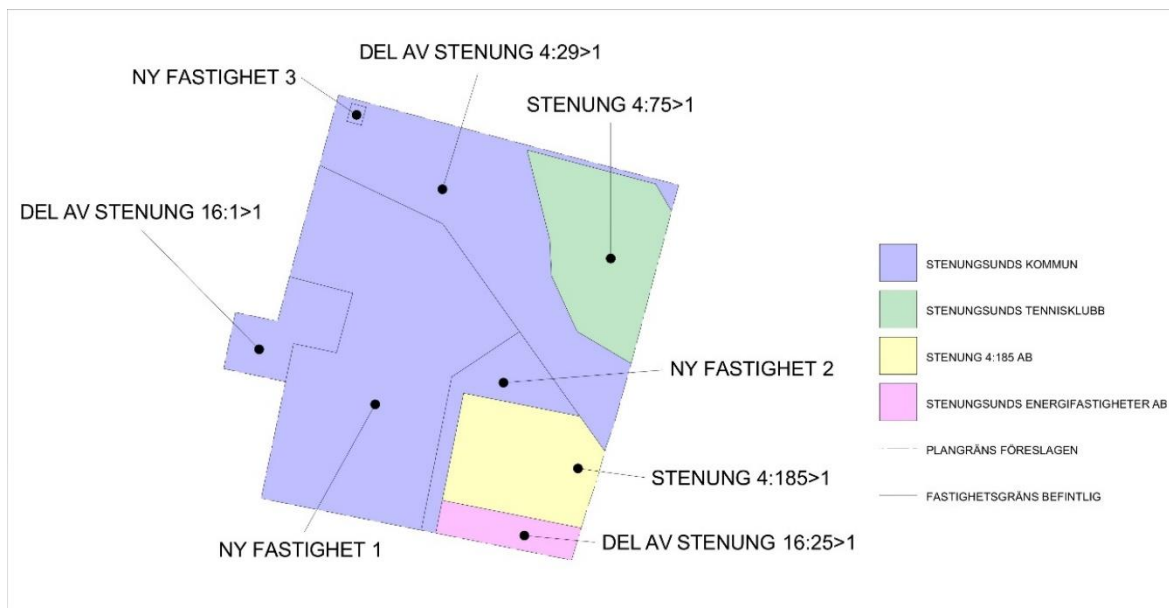 DEL AV STENUNG 4:29>1
NY FASTIGHET 3
STENUNG 4:75>1
DEL AV STENUNG 16:1>1
NY FASTIGHET 2
STENUNG 4:185>1
NY FASTIGHET 1
DEL AV STENUNG 16:25>1
STENUNGSUNDS KOMMUN
STENUNGSUNDS TENNISKLUBB
STENUNG 4:185 AB
STENUNGSUNDS ENERGIFASTIGHETER AB
PLANGRÄNS FÖRESLAGEN
FASTIGHETSGRÄNS BEFINTLIG